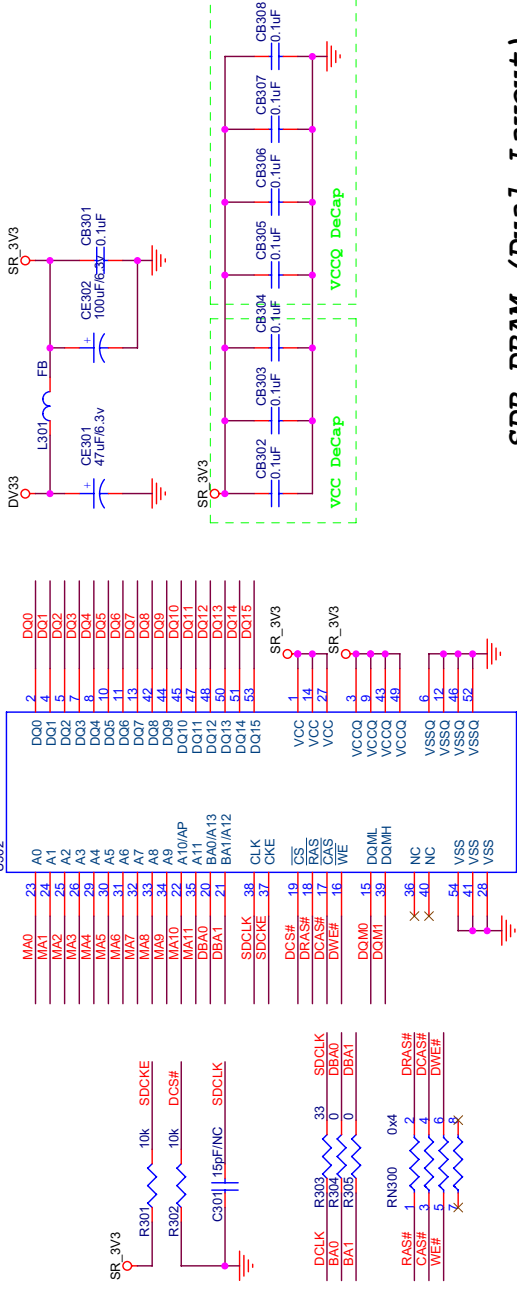 SR_3V3
R301
10k
SDCKE
R302
10k
DCS#
C301
15pF/NC
SDCLK
DCLK
R303
33
SDCLK
BA0
R304
0
DBA0
BA1
R305
0
DBA1
RN300
0x4
RAS#
1
2
DRAS#
CAS#
3
4
DCAS#
WE#
5
6
DWE#
7
8
MA0 23 A0
MA1 24 A1
MA2 25 A2
MA3 26 A3
MA4 29 A4
MA5 30 A5
MA6 31 A6
MA7 32 A7
MA8 33 A8
MA9 34 A9
MA10 22 A10/AP
MA11 35 A11
DBA0 20 BA0/A13
DBA1 21 BA1/A12
SDCLK 38 CLK
SDCKE 37 CKE
DCS# 19 CS
DRAS# 18 RAS
DCAS# 17 CAS
DWE# 16 WE
DQM0 15 DQML
DQM1 39 DQMH
36 NC
40 NC
54 VSS
41 VSS
28 VSS
DQ0 2 DQ0
DQ1 4 DQ1
DQ2 5 DQ2
DQ3 7 DQ3
DQ4 8 DQ4
DQ5 10 DQ5
DQ6 11 DQ6
DQ7 13 DQ7
DQ8 42 DQ8
DQ9 44 DQ9
DQ10 45 DQ10
DQ11 47 DQ11
DQ12 48 DQ12
DQ13 50 DQ13
DQ14 51 DQ14
DQ15 53 DQ15
VCC 1
VCC 14
VCC 27
SR_3V3
VCCQ 3
VCCQ 9
VCCQ 43
VCCQ 49
SR_3V3
VSSQ 6
VSSQ 12
VSSQ 46
VSSQ 52
DV33
L301
FB
SR_3V3
CE301
47uF/6.3v
CE302
100uF/6.3v
CB301
0.1uF
SR_3V3
CB302
0.1uF
CB303
0.1uF
CB304
0.1uF
CB305
0.1uF
CB306
0.1uF
CB307
0.1uF
CB308
0.1uF
VCC DeCap
VCCQ DeCap
SDR DRAM (Dual Layout)